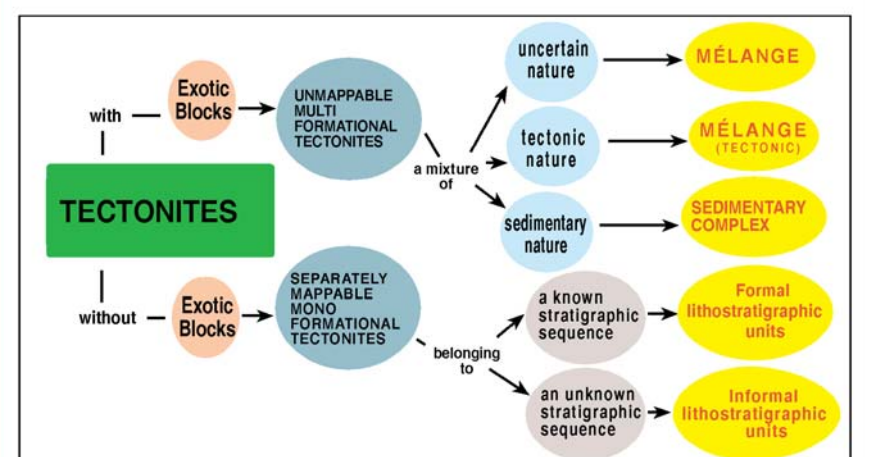 TECTONITES
with
Exotic
Blocks
UNMAPPABLE
MULTI
FORMATIONAL
TECTONITES
a mixture
of
uncertain
nature
MÉLANGE
tectonic
nature
MÉLANGE
(TECTONIC)
sedimentary
nature
SEDIMENTARY
COMPLEX
without
Exotic
Blocks
SEPARATELY
MAPPABLE
MONO
FORMATIONAL
TECTONITES
belonging
to
a known
stratigraphic
sequence
Formal
lithostratigraphic
units
an unknown
stratigraphic
sequence
Informal
lithostratigraphic
units